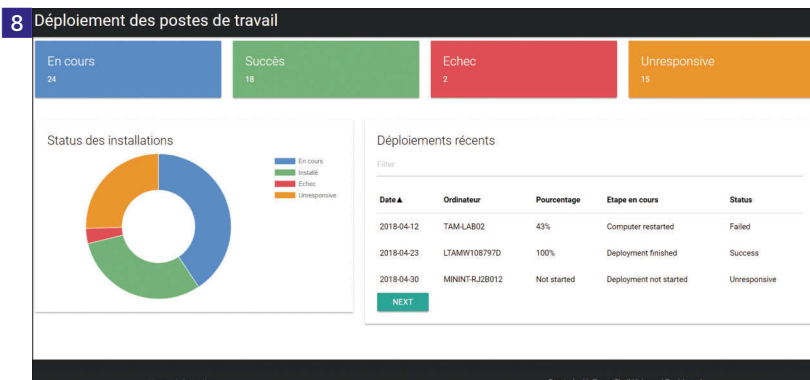 8
Déploiement des postes de travail
En cours
24
Succès
18
Echec
2
Unresponsive
15
Status des installations
En cours
Installé
Echec
Unresponsive
Déploiements récents
Filter
Date▲ Ordinateur Pourcentage Etape en cours Status
2018-04-12 TAM-LAB02 43% Computer restarted Failed
2018-04-23 LTAMW108797D 100% Deployment finished Success
2018-04-30 MININT-RJ2B012 Not started Deployment not started Unresponsive
NEXT